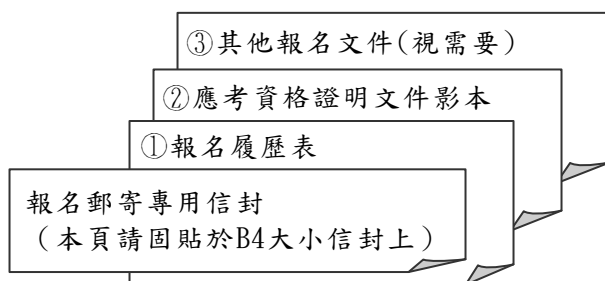 ③其他報名文件(視需要)
②應考資格證明文件影本
①報名履歷表
報名郵寄專用信封
（本頁請固貼於B4大小信封上）